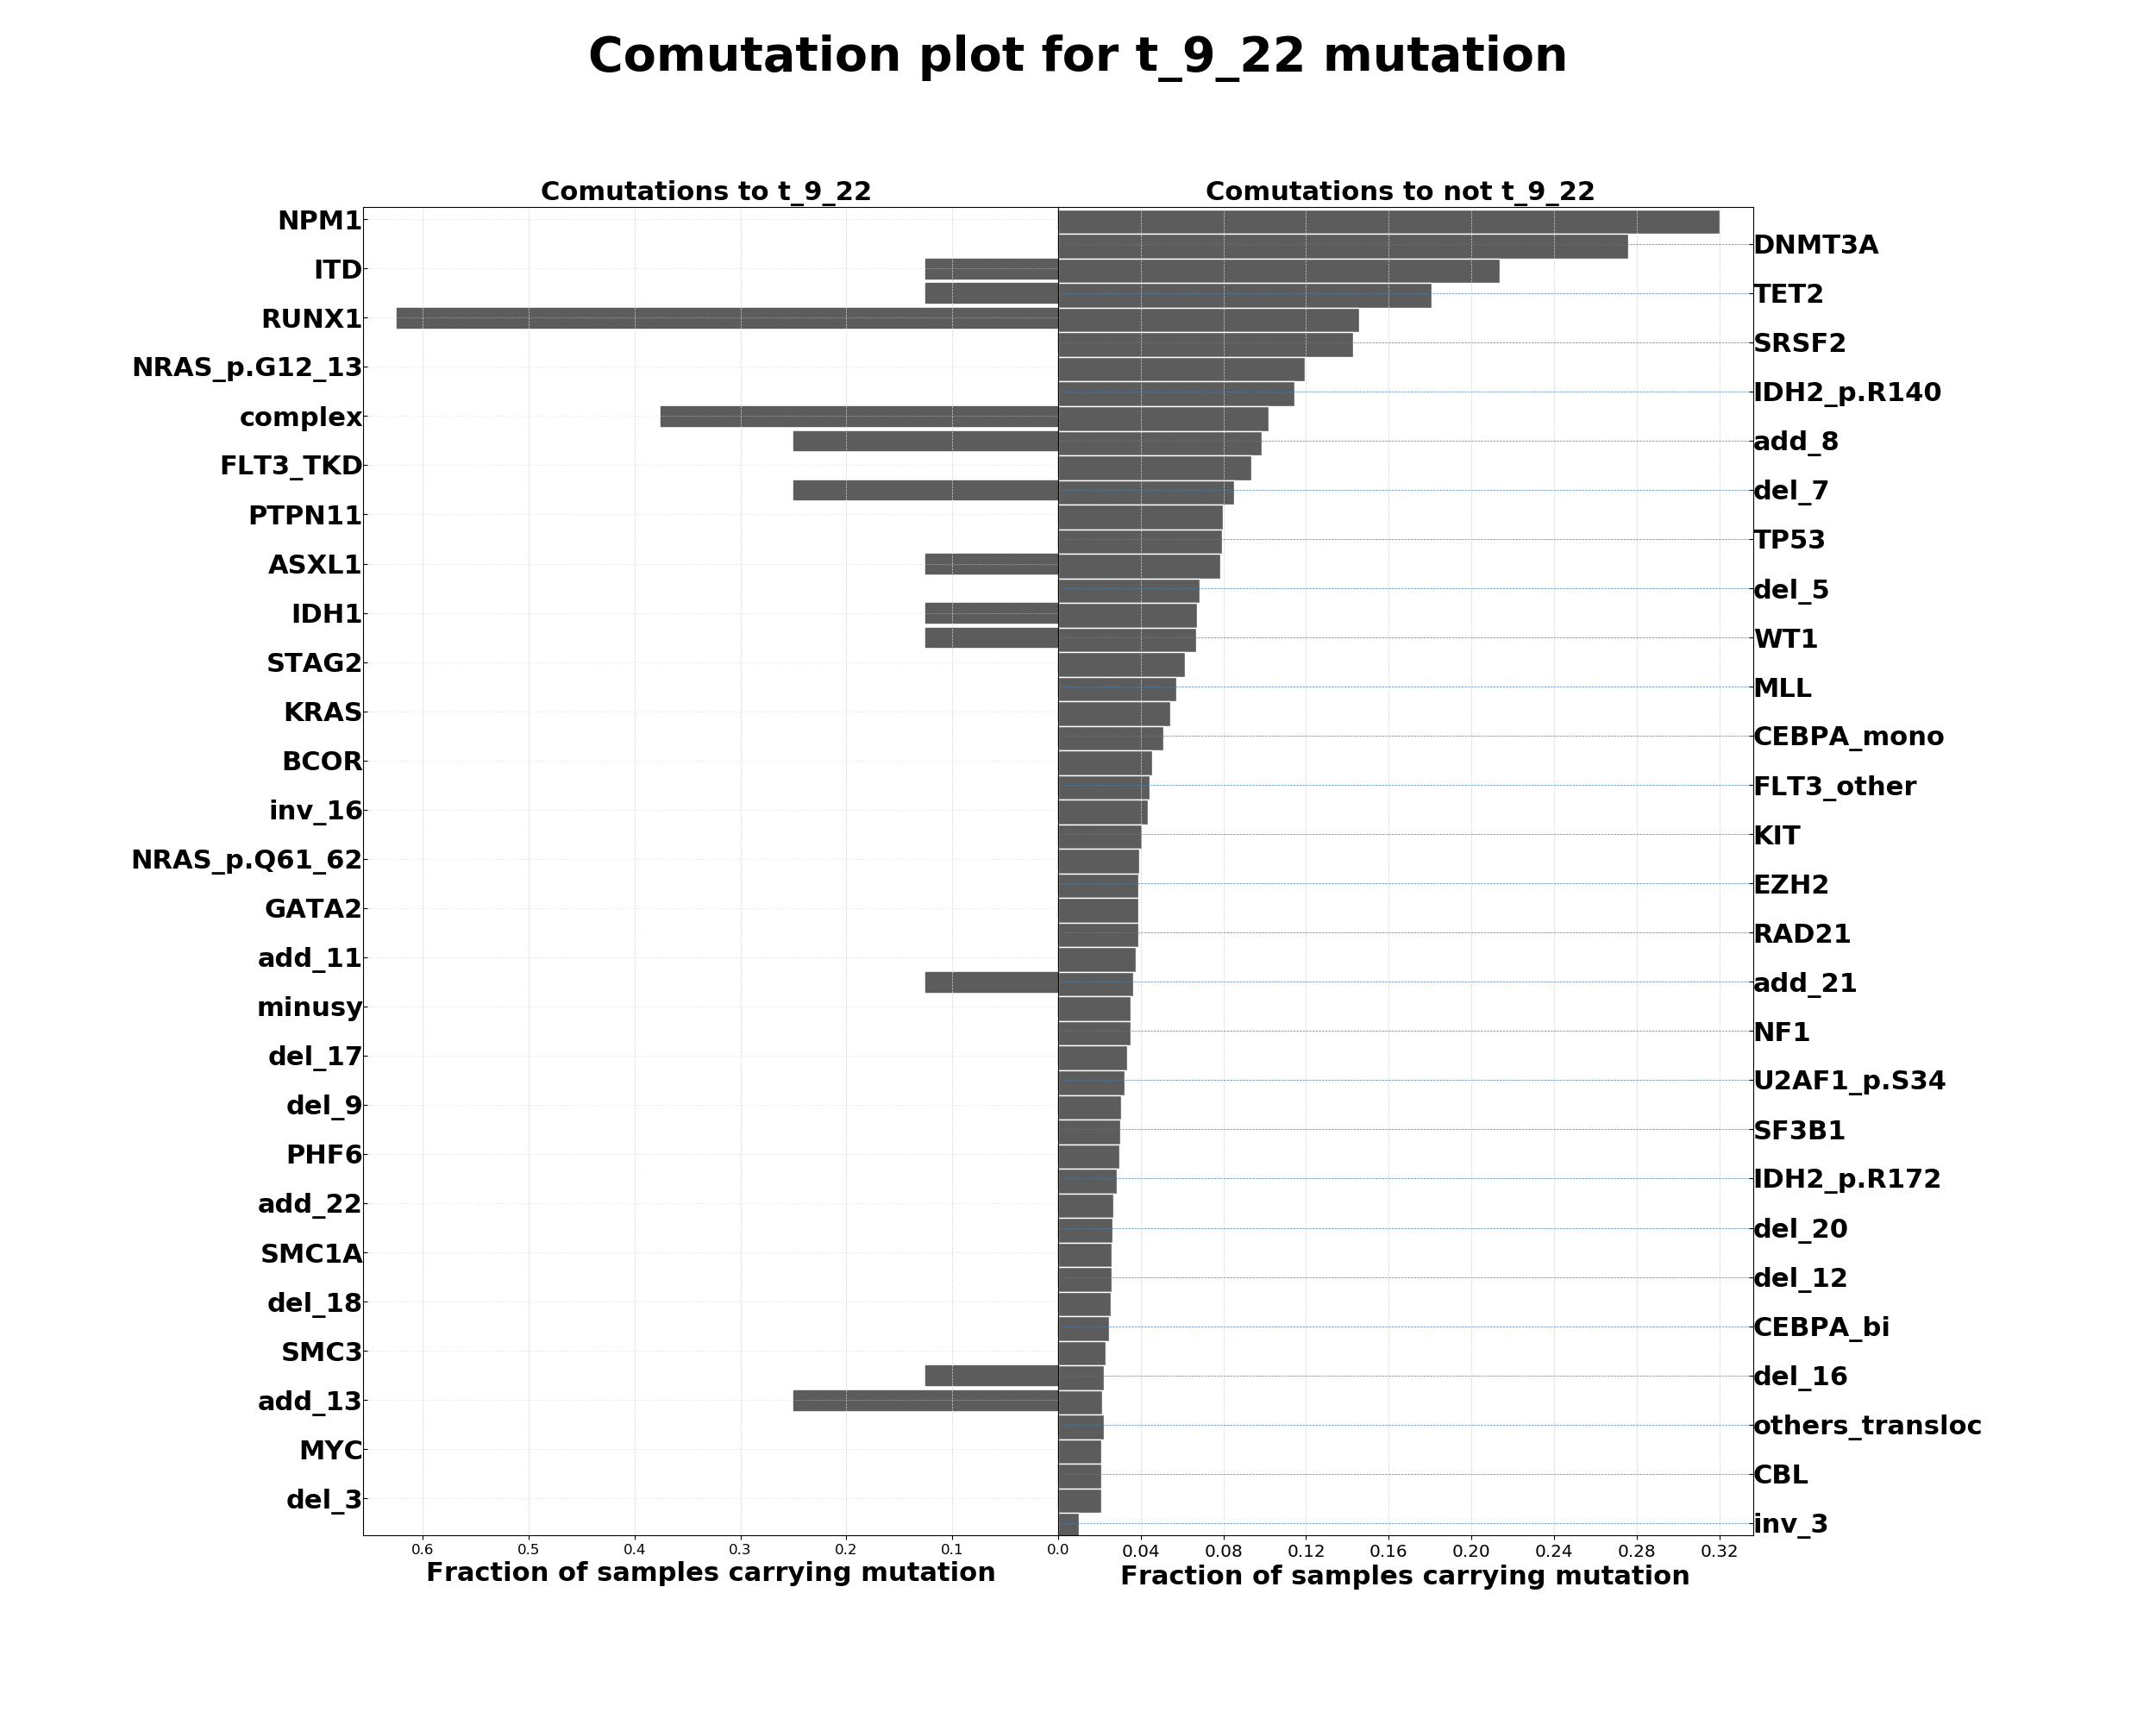 Comutation plot for t_9_22 mutation
Comutations to t_9_22
Comutations to not t_9_22
NPM1
DNMT3A
ITD
TET2
RUNX1
SRSF2
NRAS_p.G12_13
IDH2_p.R140
complex
add_8
FLT3_TKD
del_7
PTPN11
TP53
ASXL1
del_5
IDH1
WT1
STAG2
MLL
KRAS
CEBPA_mono
BCOR
FLT3_other
inv_16
KIT
NRAS_p.Q61_62
EZH2
GATA2
RAD21
add_11
add_21
minusy
NF1
del_17
U2AF1_p.S34
del_9
SF3B1
PHF6
IDH2_p.R172
add_22
del_20
SMC1A
del_12
del_18
CEBPA_bi
SMC3
del_16
add_13
others_transloc
MYC
CBL
del_3
inv_3
0.6 0.5 0.4 0.3 0.2 0.1 0.0 0.04 0.08 0.12 0.16 0.20 0.24 0.28 0.32
Fraction of samples carrying mutation
Fraction of samples carrying mutation